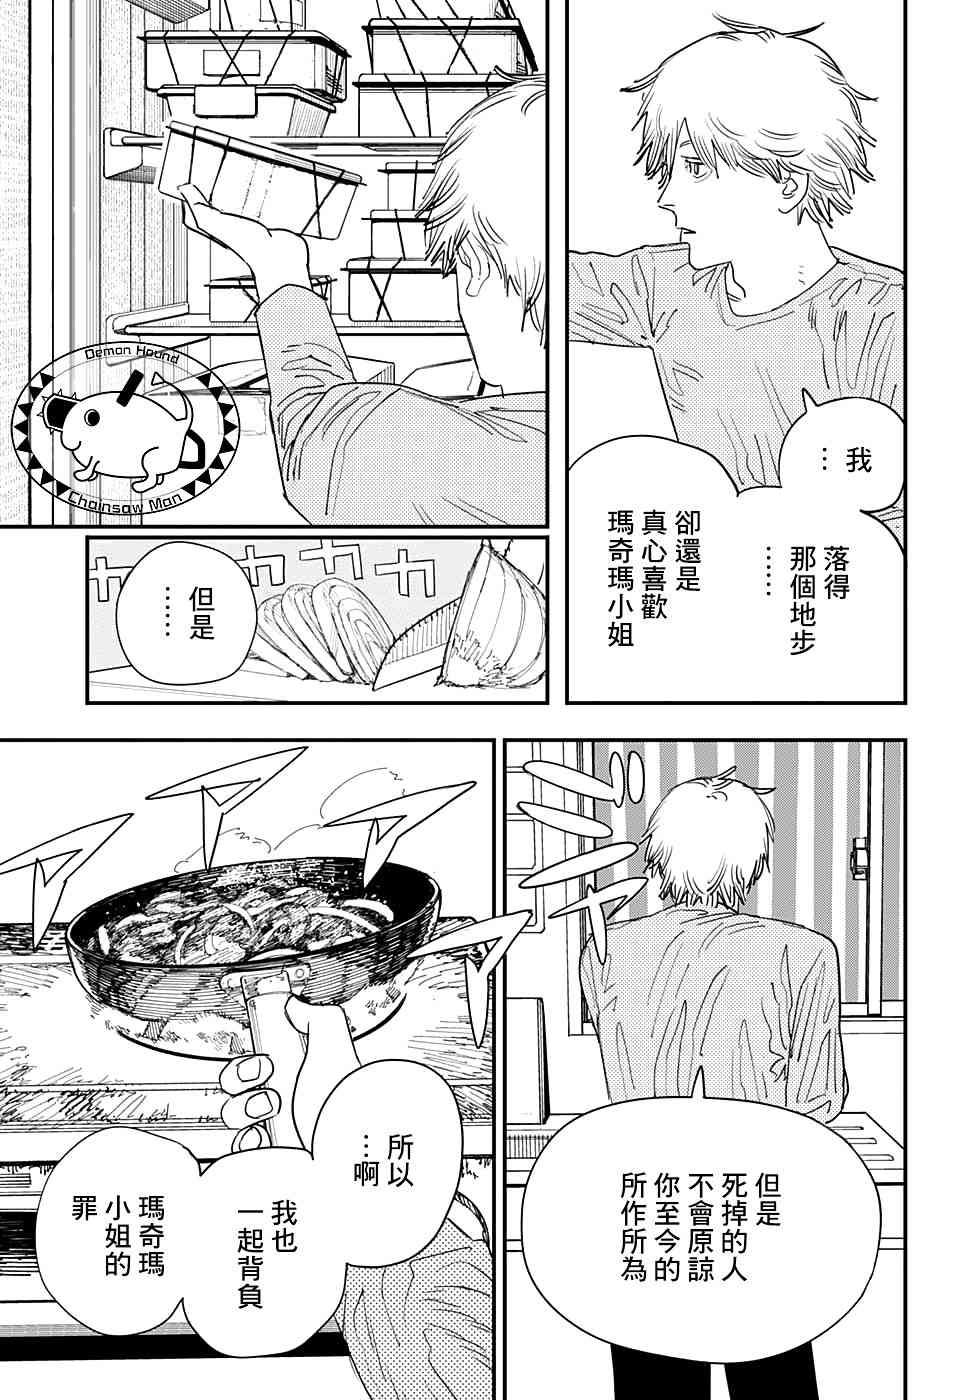 我
⋯
落得
那個地步
⋯⋯
卻還是
真心喜歡
瑪奇瑪小姐
Demon Hound
Chainsaw Man
カカカ
但是
⋯⋯
但是
死掉的人
不會原諒
你至今的
所作所為
所以
⋯啊
我也
一起背負
瑪奇瑪
小姐的
罪